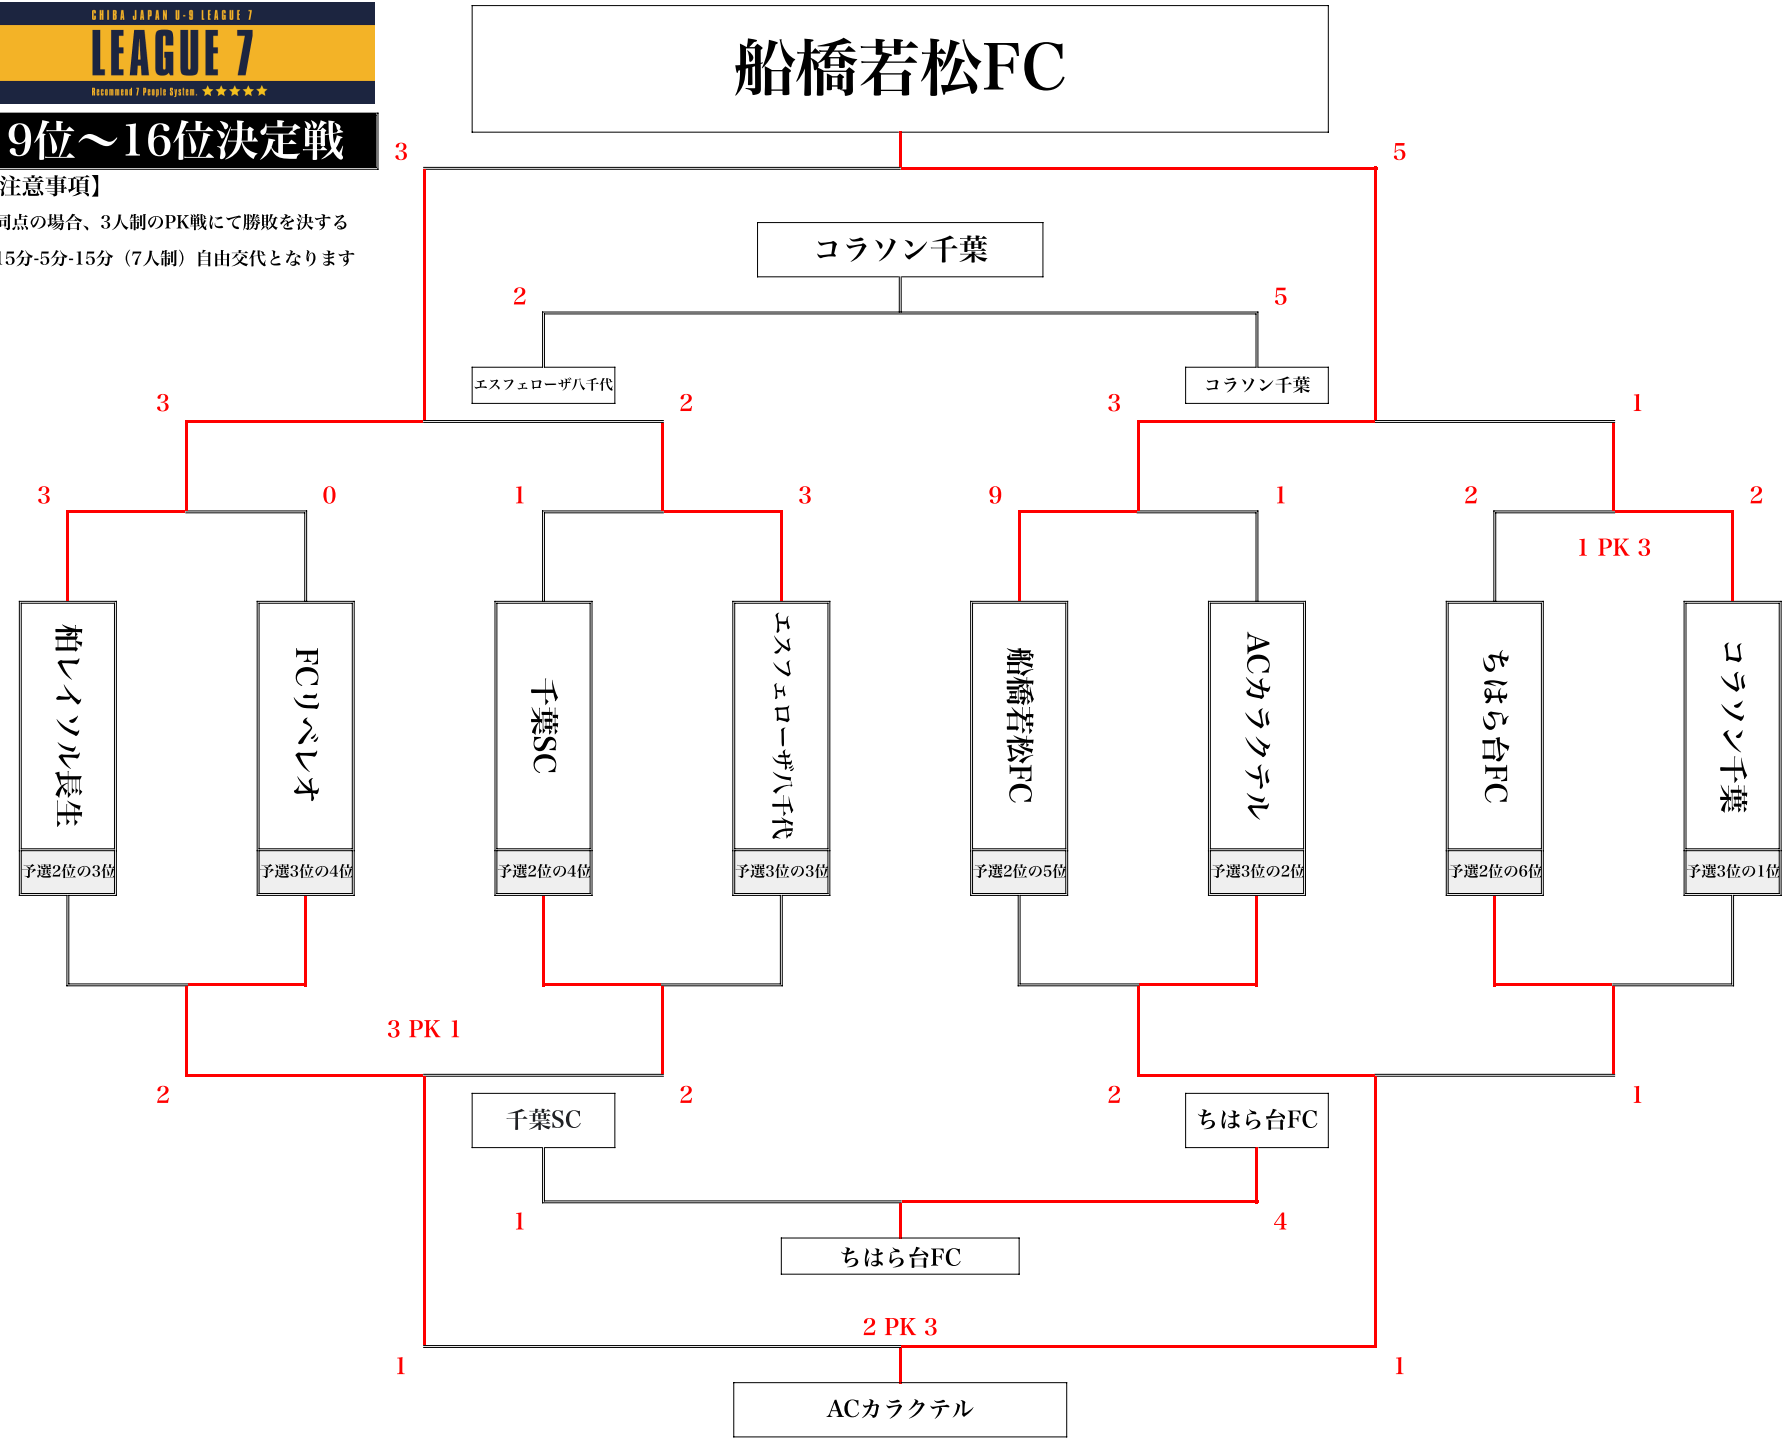 CHIBA JAPAN U-9 LEAGUE 7
LEAGUE 7
Recommend 7 People System. ★★★★★
9位～16位決定戦
注意事項】
同点の場合、3人制のPK戦にて勝敗を決する
15分-5分-15分（7人制）自由交代となります
船橋若松FC
3
5
コラソン千葉
2
5
エスフェローザ八千代
コラソン千葉
3
2
3
1
3
0
1
3
9
1
2
2
1 PK 3
柏レイソル長生
FCリベレオ
千葉SC
エスフェローザ八千代
船橋若松FC
ACカラクテル
ちはら台FC
コラソン千葉
予選2位の3位
予選3位の4位
予選2位の4位
予選3位の3位
予選2位の5位
予選3位の2位
予選2位の6位
予選3位の1位
3 PK 1
2
2
2
1
千葉SC
ちはら台FC
1
4
ちはら台FC
2 PK 3
1
1
ACカラクテル